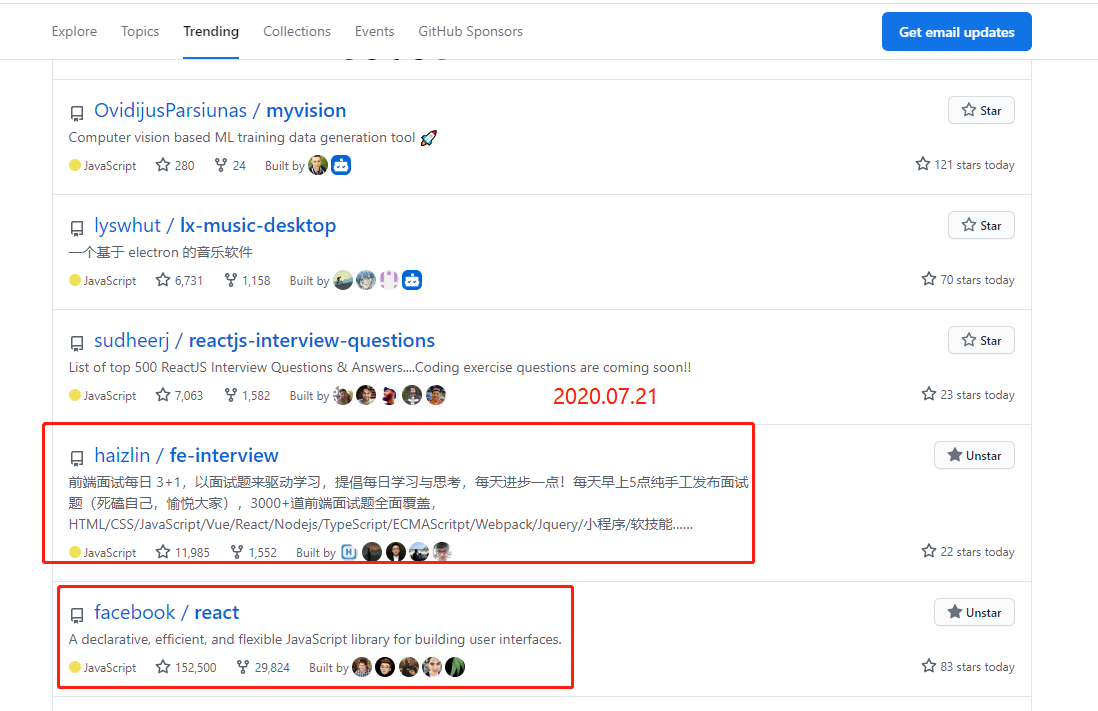 Explore Topics Trending Collections Events GitHub Sponsors Get email updates
OvidijusParsiunas / myvision Star
Computer vision based ML training data generation tool 🚀
JavaScript 280 24 Built by 121 stars today
lyswhut / lx-music-desktop Star
一个基于 electron 的音乐软件
JavaScript 6,731 1,158 Built by 70 stars today
sudheerj / reactjs-interview-questions Star
List of top 500 ReactJS Interview Questions & Answers....Coding exercise questions are coming soon!!
JavaScript 7,063 1,582 Built by 2020.07.21 23 stars today
haizlin / fe-interview Unstar
前端面试每日 3+1，以面试题来驱动学习，提倡每日学习与思考，每天进步一点！每天早上5点纯手工发布面试
题（死磕自己，愉悦大家），3000+道前端面试题全面覆盖，
HTML/CSS/JavaScript/Vue/React/Nodejs/TypeScript/ECMAScritpt/Webpack/Jquery/小程序/软技能......
JavaScript 11,985 1,552 Built by 22 stars today
facebook / react Unstar
A declarative, efficient, and flexible JavaScript library for building user interfaces.
JavaScript 152,500 29,824 Built by 83 stars today